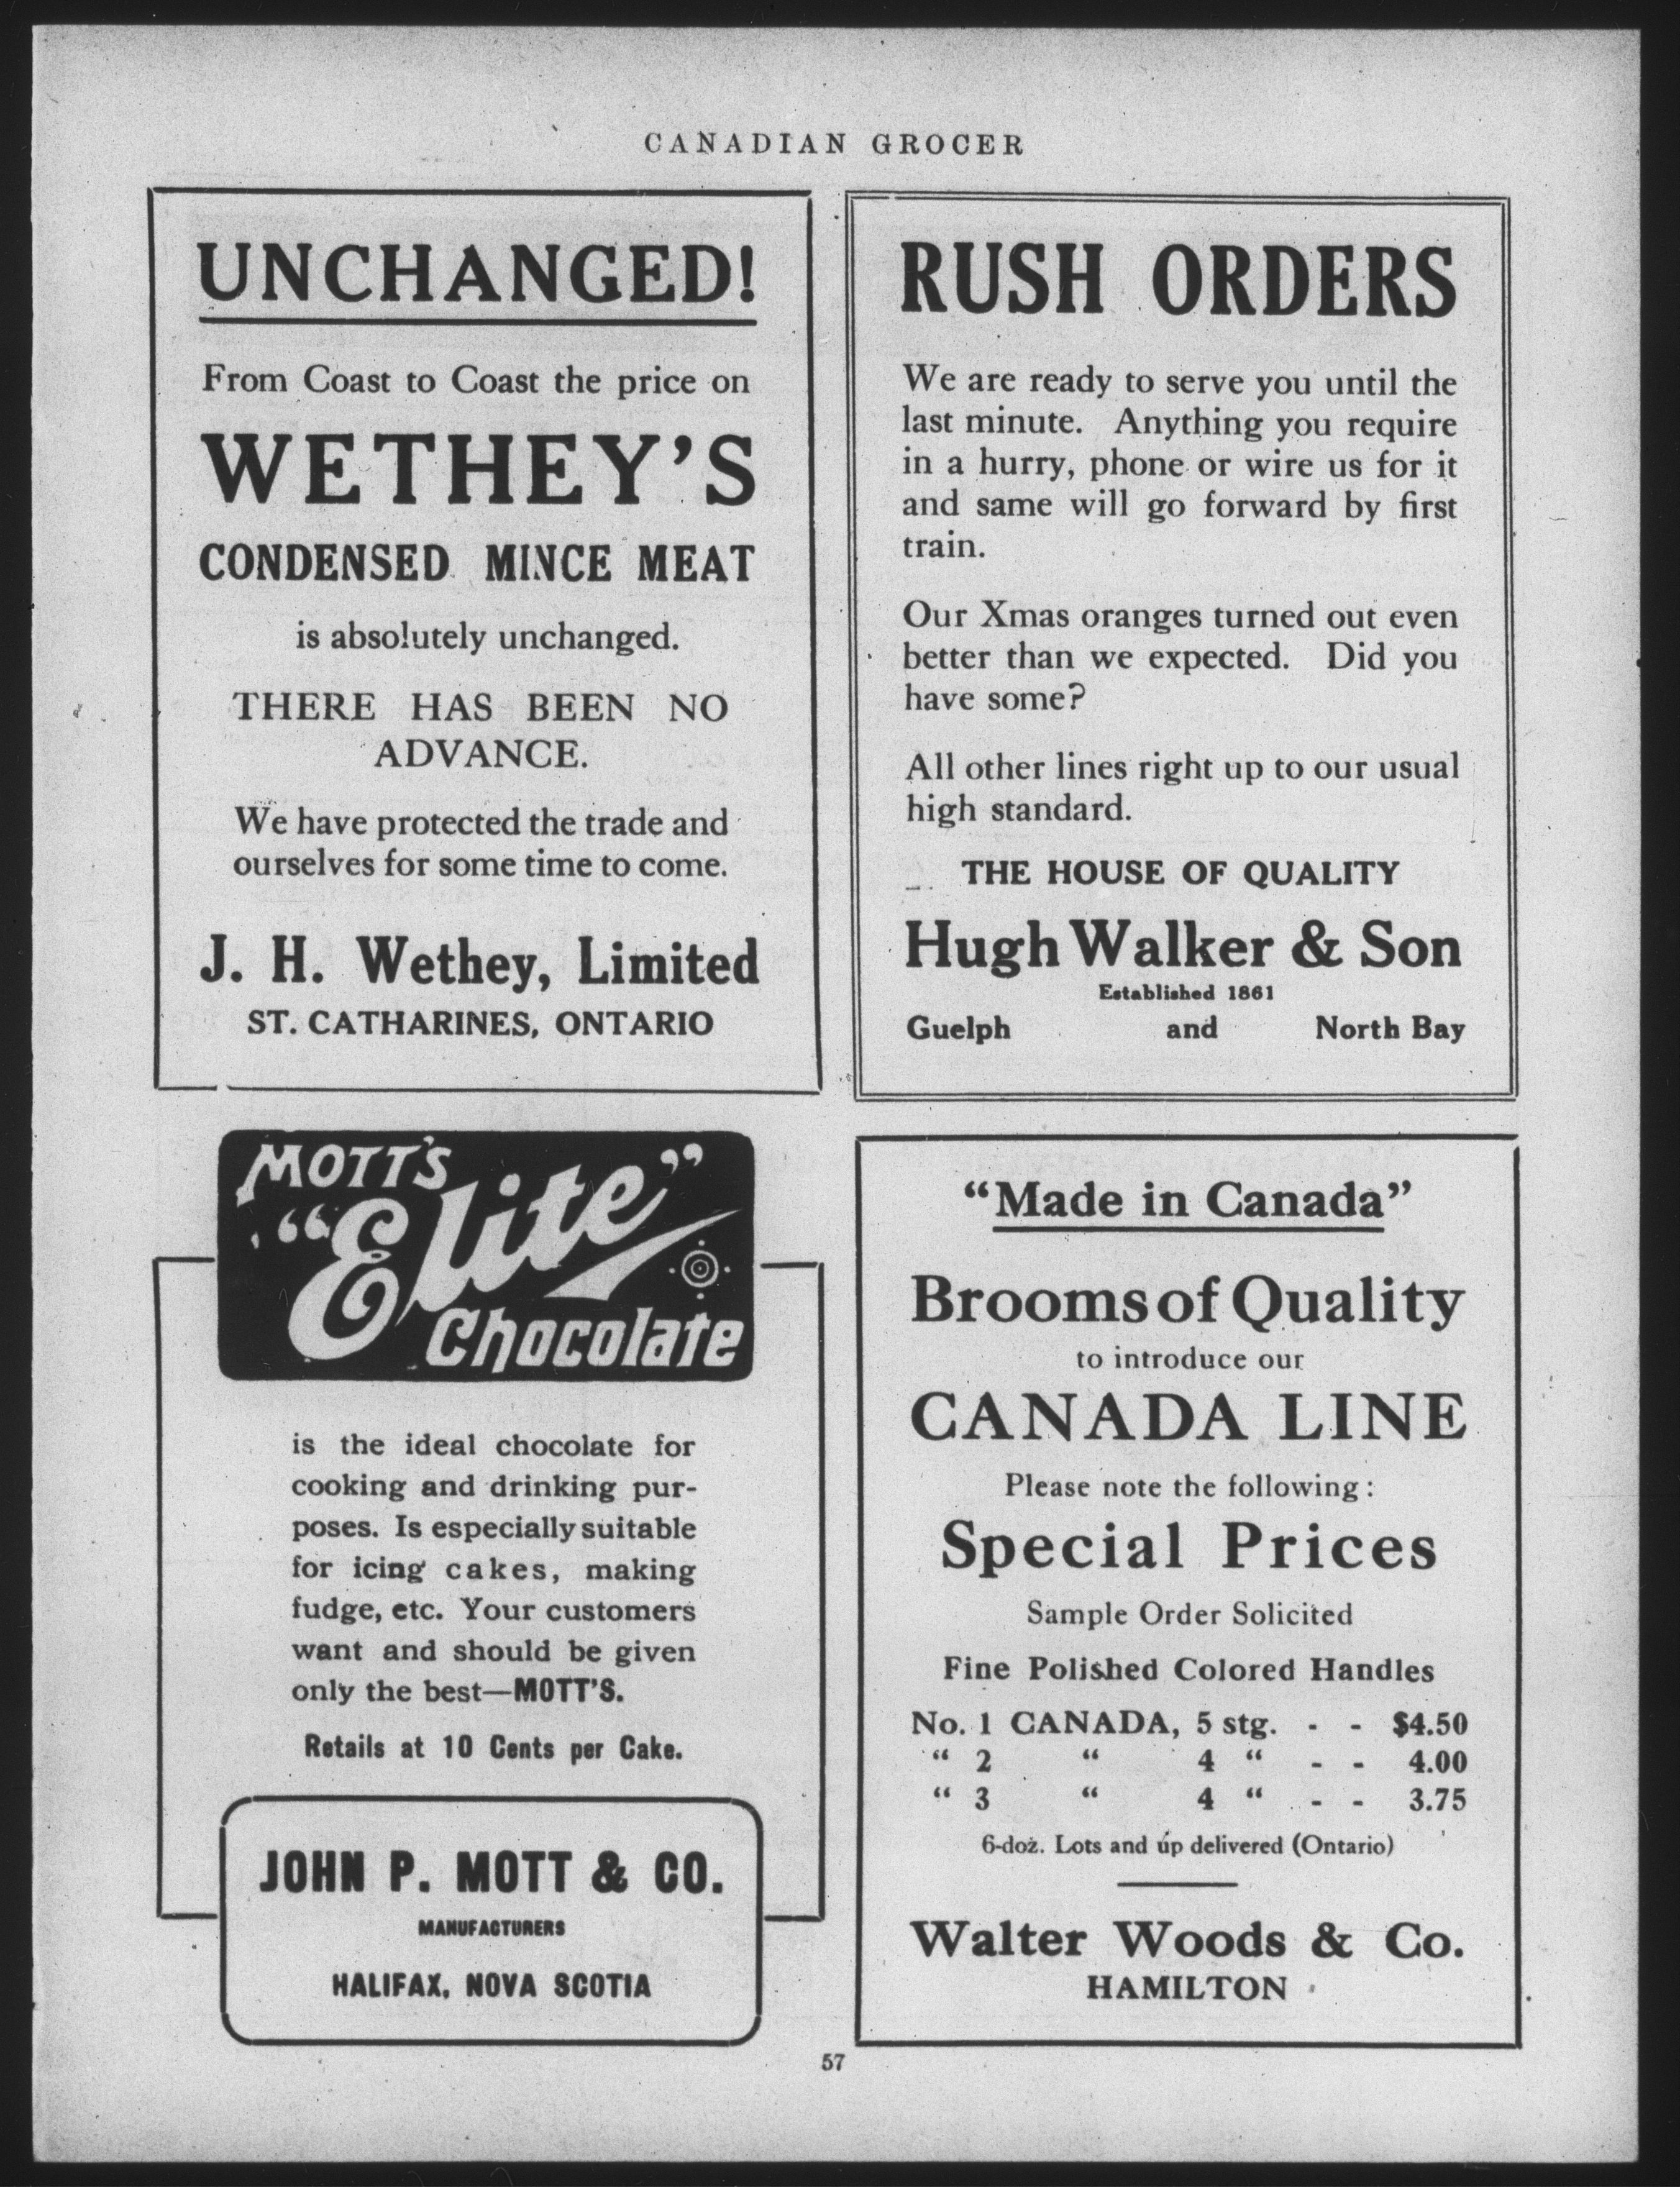 CANADIAN GROCER
UNCHANGED!
From Coast to Coast the price on
WETHEY'S
CONDENSED MINCE MEAT
is absolutely unchanged.
THERE HAS BEEN NO
ADVANCE.
We have protected the trade and
ourselves for some time to come.
J. H. Wethey, Limited
ST. CATHARINES, ONTARIO
RUSH ORDERS
We are ready to serve you until the
last minute. Anything you require
in a hurry, phone or wire us for it
and same will go forward by first
train.
Our Xmas oranges turned out even
better than we expected. Did you
have some?
All other lines right up to our usual
high standard.
THE HOUSE OF QUALITY
Hugh Walker & Son
Established 1861
Guelph and North Bay
MOTT'S
"Elite"
Chocolate
is the ideal chocolate for
cooking and drinking pur-
poses. Is especially suitable
for icing cakes, making
fudge, etc. Your customers
want and should be given
only the best—MOTT'S.
Retails at 10 Cents per Cake.
JOHN P. MOTT & CO.
MANUFACTURERS
HALIFAX, NOVA SCOTIA
"Made in Canada"
Brooms of Quality
to introduce our
CANADA LINE
Please note the following:
Special Prices
Sample Order Solicited
Fine Polished Colored Handles
No. 1 CANADA, 5 stg. - - $4.50
" 2 " 4 " - - 4.00
" 3 " 4 " - - 3.75
6-doz. Lots and up delivered (Ontario)
Walter Woods & Co.
HAMILTON
57